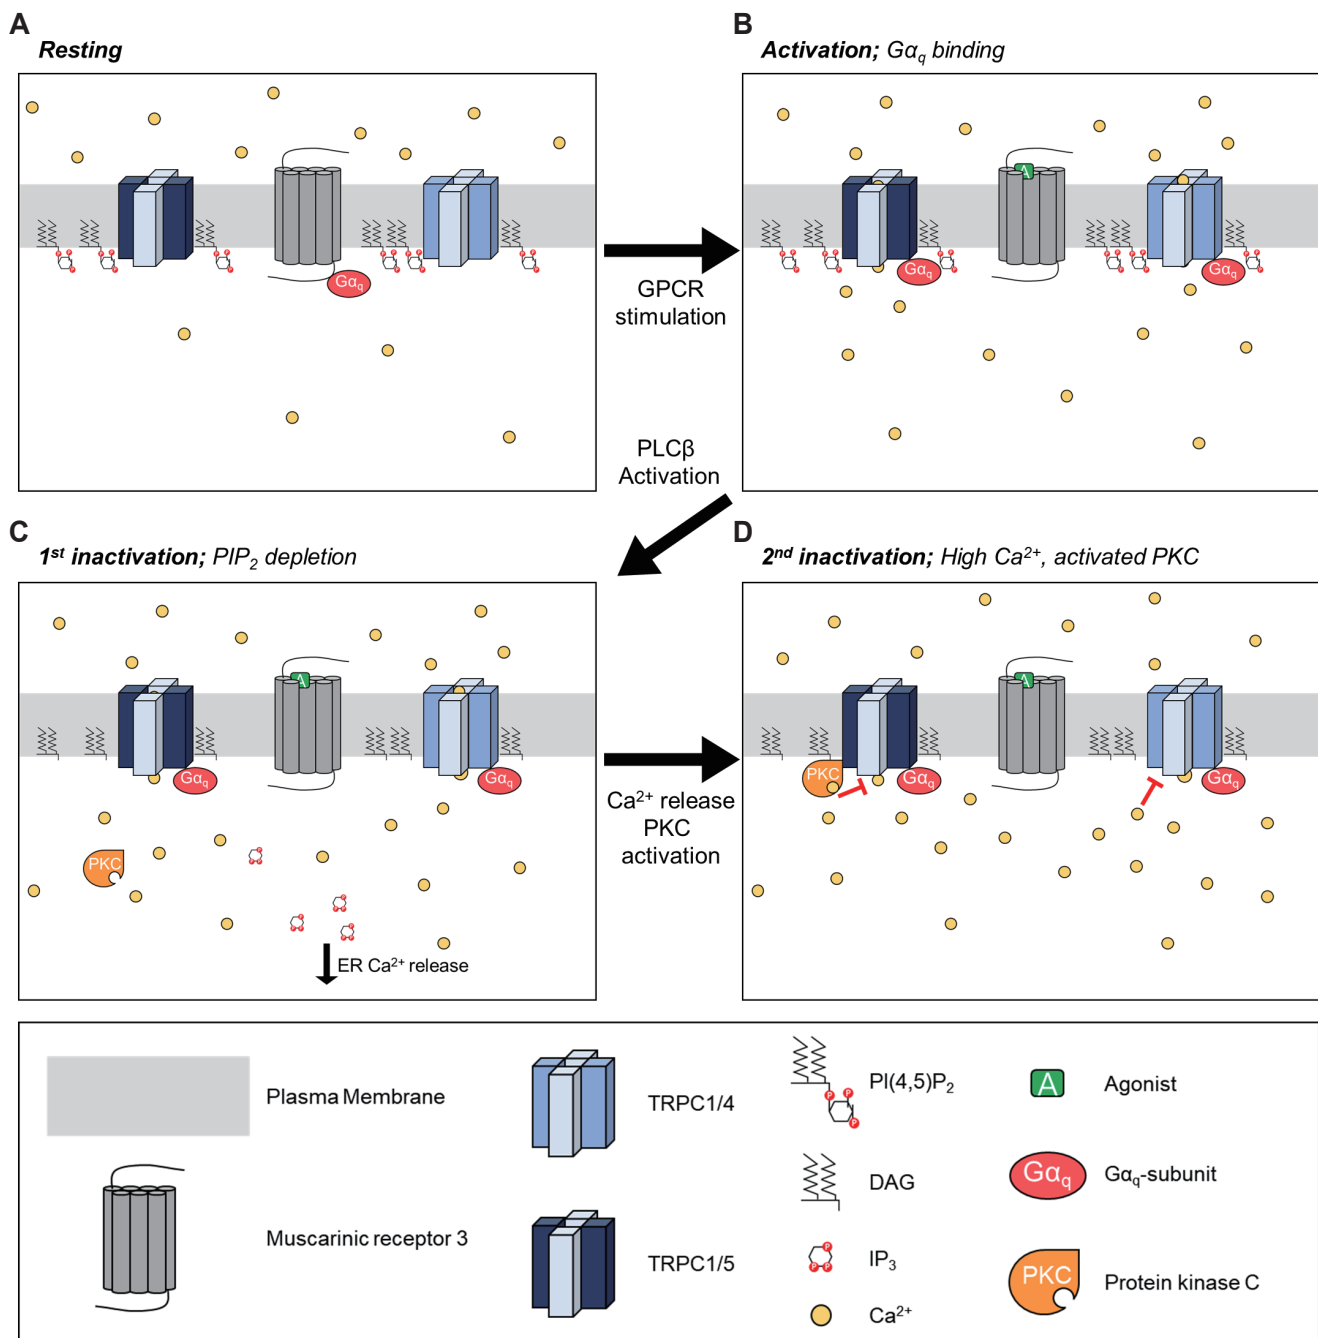 A
Resting
Gαq
B
Activation; Gαq binding
A
Gαq
Gαq
GPCR
stimulation
PLCβ
Activation
C
1st inactivation; PIP2 depletion
A
Gαq
Gαq
PKC
ER Ca2+ release
Ca2+ release
PKC
activation
D
2nd inactivation; High Ca2+, activated PKC
A
PKC
Gαq
Gαq
Plasma Membrane
Muscarinic receptor 3
TRPC1/4
TRPC1/5
P
P
P
PI(4,5)P2
DAG
P
P P
IP3
Ca2+
A
Agonist
Gαq
Gαq-subunit
PKC
Protein kinase C